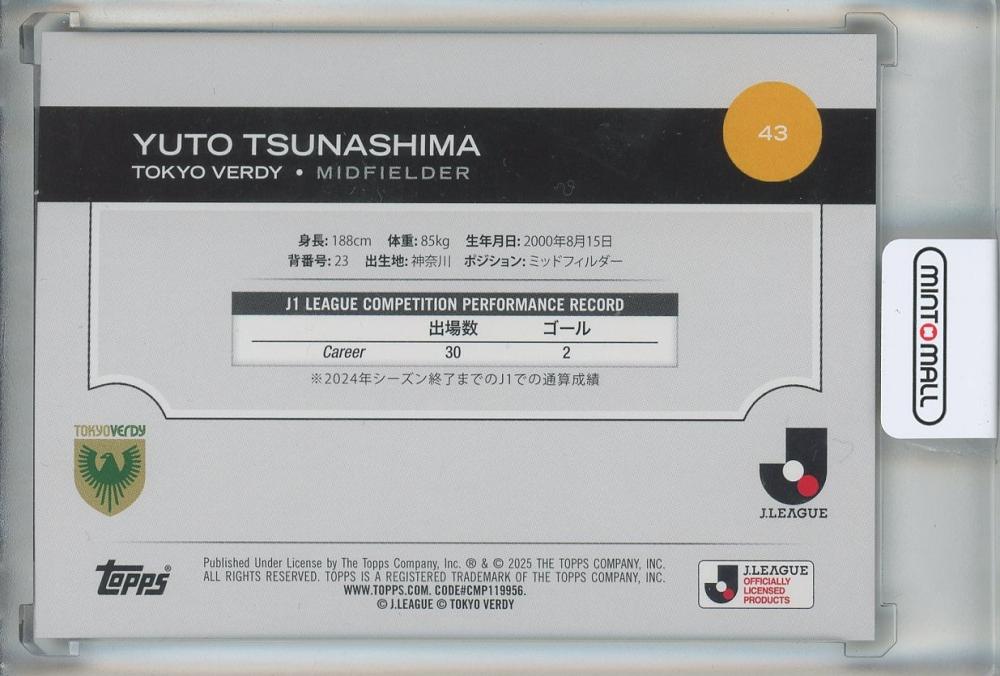 43
YUTO TSUNASHIMA
TOKYO VERDY • MIDFIELDER
身長: 188cm 体重: 85kg 生年月日: 2000年8月15日
背番号: 23 出生地: 神奈川 ポジション: ミッドフィルダー
J1 LEAGUE COMPETITION PERFORMANCE RECORD
出場数 ゴール
Career 30 2
※2024年シーズン終了までのJ1での通算成績
MINT MALL
TOKYO VERDY
J.LEAGUE
Topps®
Published Under License by The Topps Company, Inc. ® & © 2025 THE TOPPS COMPANY, INC.
ALL RIGHTS RESERVED. TOPPS IS A REGISTERED TRADEMARK OF THE TOPPS COMPANY, INC.
WWW.TOPPS.COM. CODE#CMP119956.
© J.LEAGUE © TOKYO VERDY
J.LEAGUE
OFFICIALLY
LICENSED
PRODUCTS